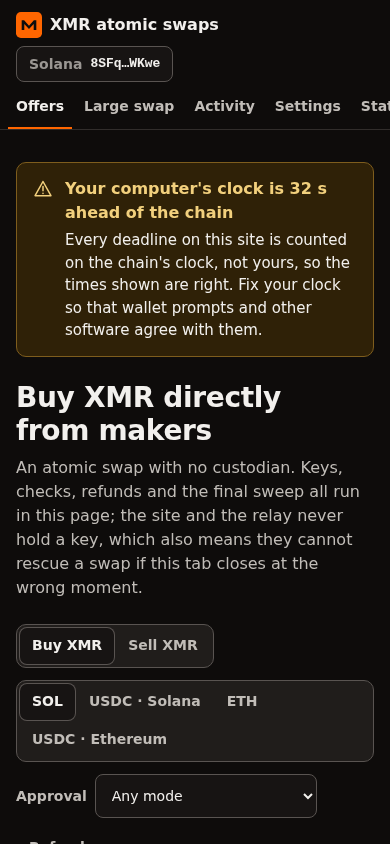 XMR atomic swaps
Solana 8SFq…WKwe
Offers Large swap Activity Settings Stat
Your computer's clock is 32 s
ahead of the chain
Every deadline on this site is counted
on the chain's clock, not yours, so the
times shown are right. Fix your clock
so that wallet prompts and other
software agree with them.
Buy XMR directly
from makers
An atomic swap with no custodian. Keys,
checks, refunds and the final sweep all run
in this page; the site and the relay never
hold a key, which also means they cannot
rescue a swap if this tab closes at the
wrong moment.
Buy XMR Sell XMR
SOL USDC · Solana ETH
USDC · Ethereum
Approval Any mode